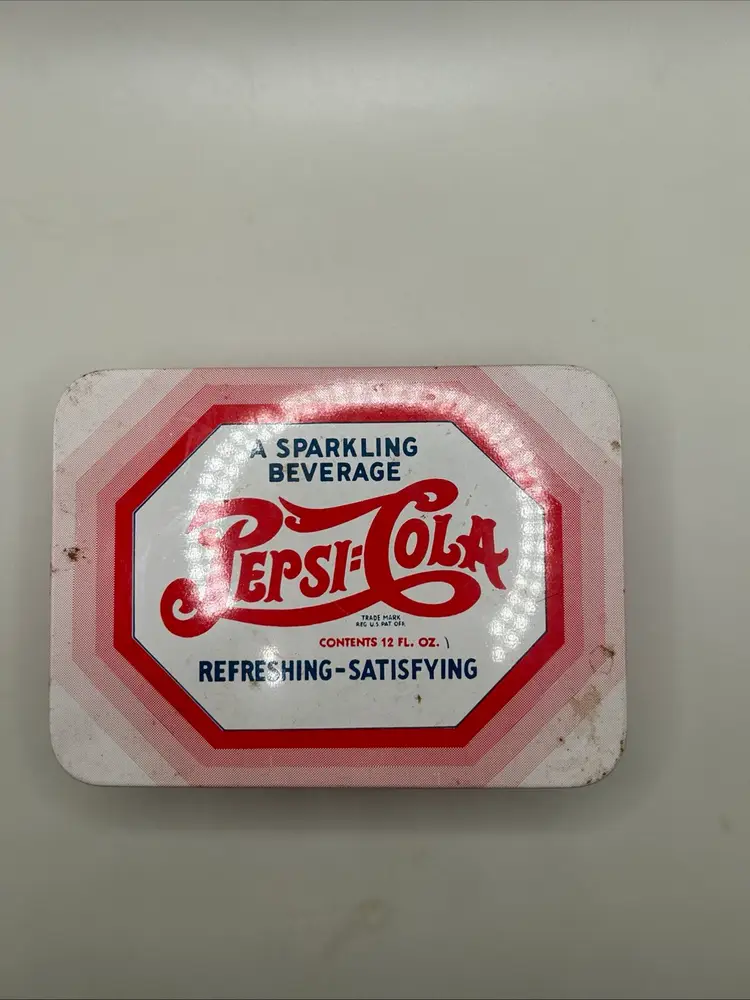 A SPARKLING
BEVERAGE
PEPSI=COLA
TRADE MARK
REG. U.S. PAT. OFF.
CONTENTS 12 FL. OZ.
REFRESHING-SATISFYING